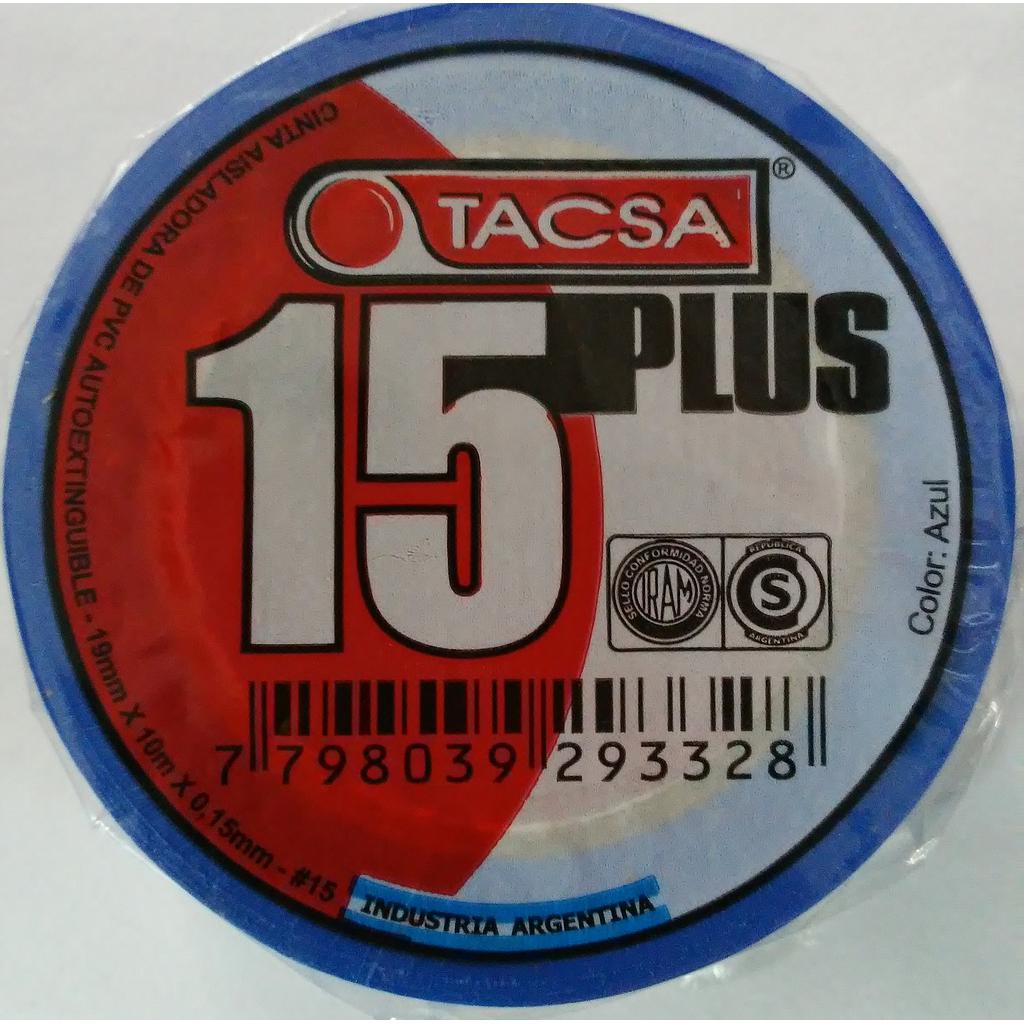 CINTA AISLADORA DE PVC AUTOEXTINGUIBLE - 19mm X 10m X 0,15mm - #15
TACSA®
15 PLUS
SELLO CONFORMIDAD NORMA
IRAM
REPUBLICA
S
ARGENTINA
Color: Azul
7 798039 293328
INDUSTRIA ARGENTINA